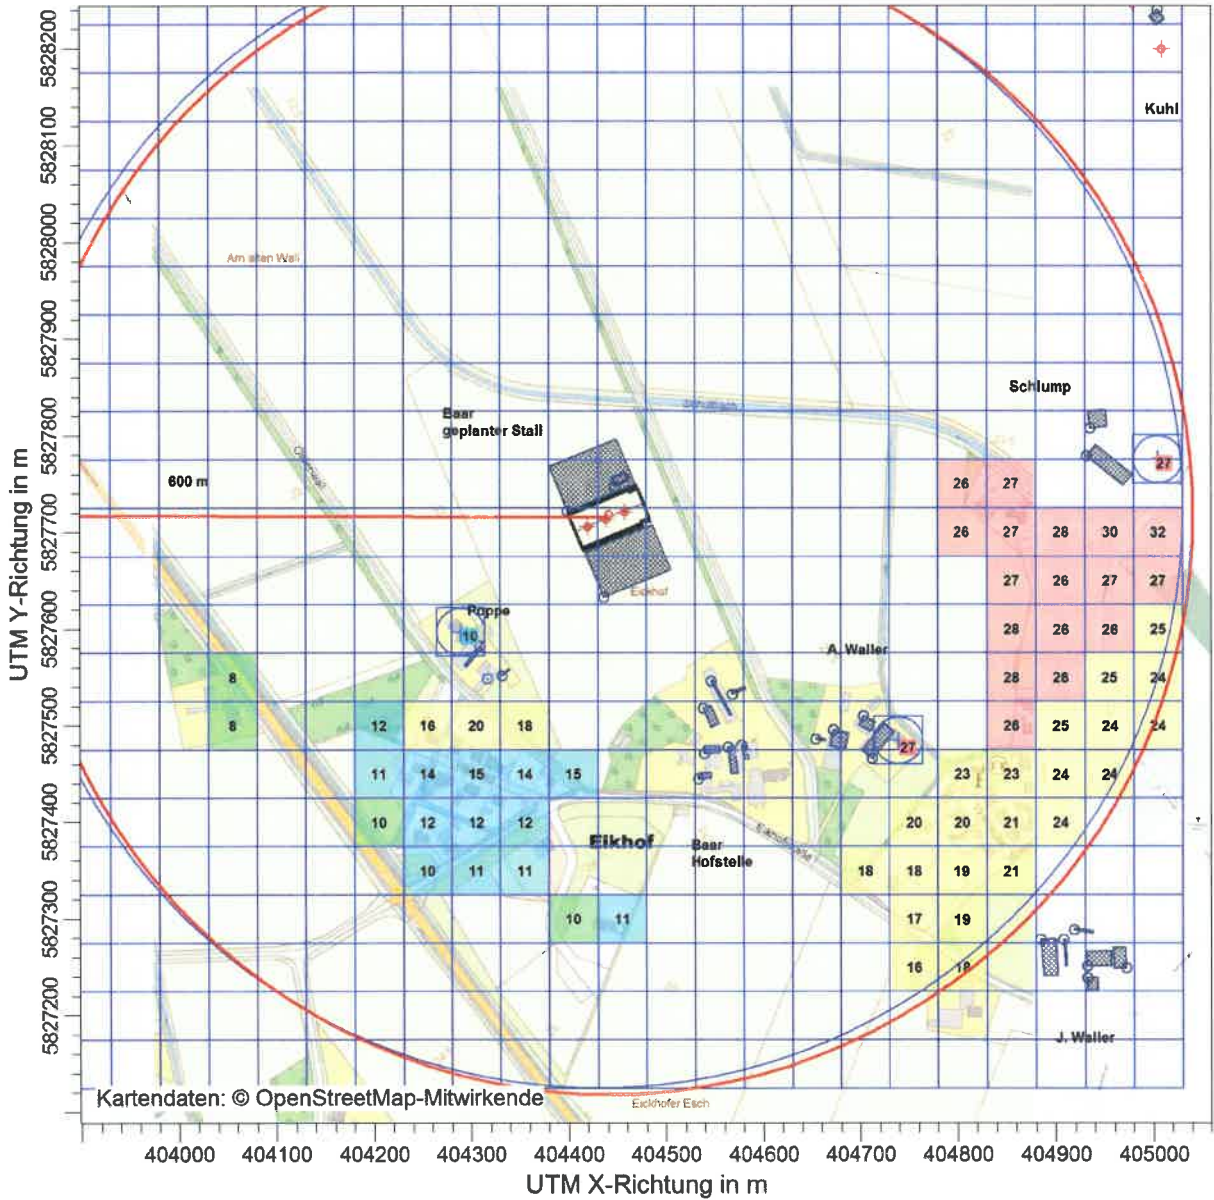 5828200
5828100
5828000
5827900
5827800
5827700
5827600
5827500
5827400
5827300
5827200
UTM Y-Richtung in m
Kuhl
Am alten Wall
Schlump
Baar
geplanter Stall
600 m
27
26 27
26 27 28 30 32
Eickhof
27 26 27 27
Pappe
10
28 26 26 25
A. Waller
8
28 26 25 24
8 12 16 20 18
26 25 24 24
27
11 14 15 14 15
23 23 24 24
10 12 12 12
20 20 21 24
Eikhof
Baar
Hofstelle
10 11 11
18 18 19 21
10 11
17 19
16 18
J. Waller
Kartendaten: © OpenStreetMap-Mitwirkende
Eickhofer Esch
404000 404100 404200 404300 404400 404500 404600 404700 404800 404900 405000
UTM X-Richtung in m